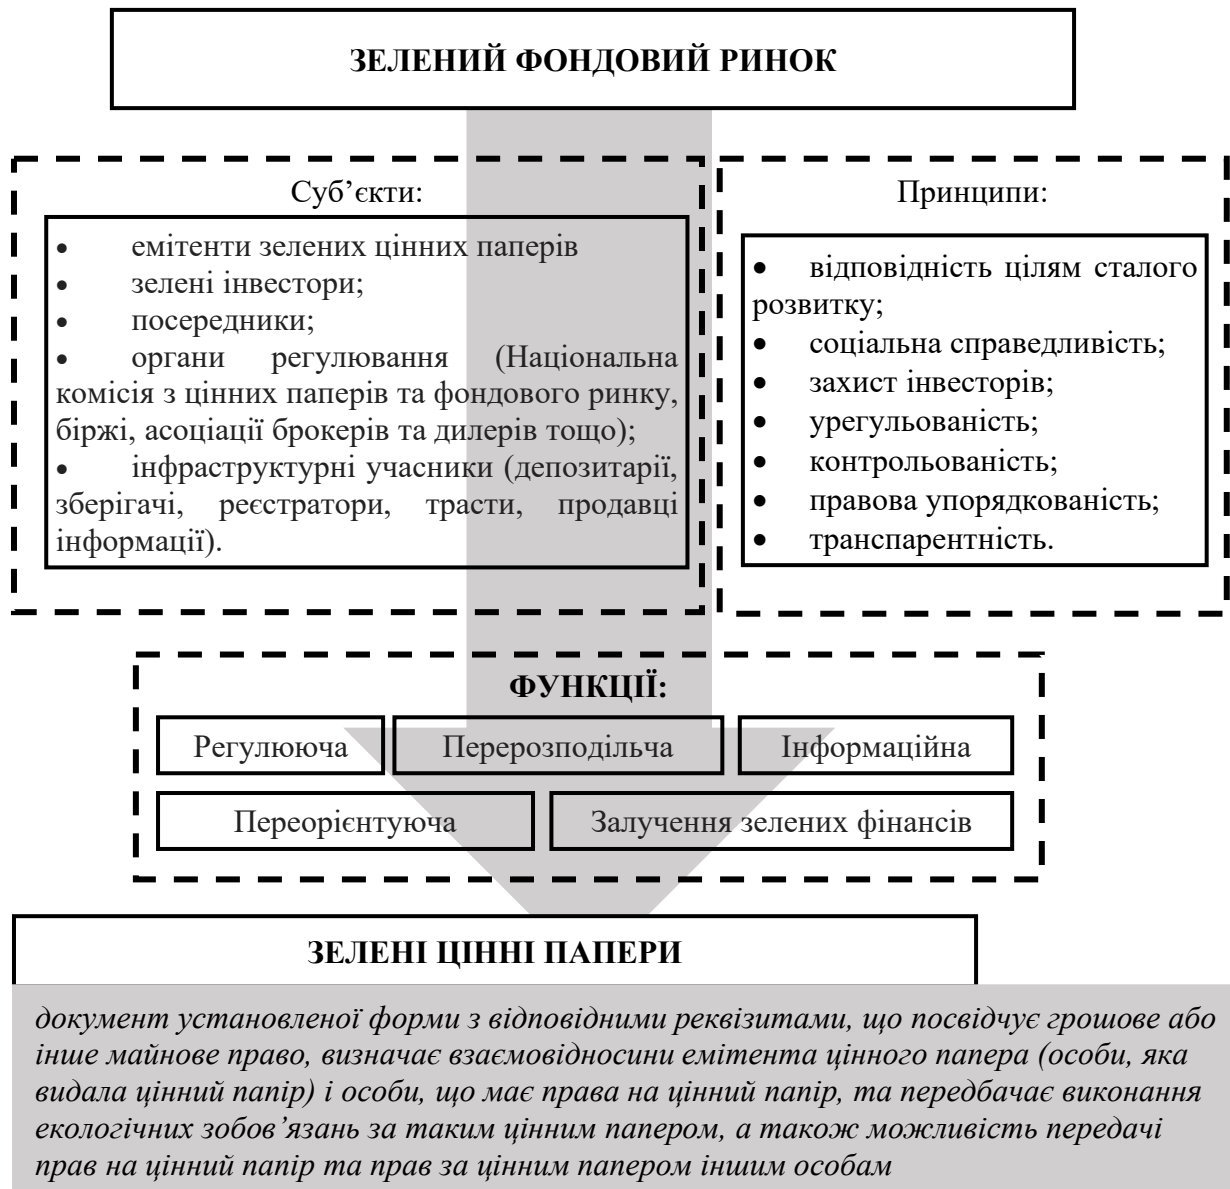 ЗЕЛЕНИЙ ФОНДОВИЙ РИНОК
Суб’єкти:
• емітенти зелених цінних паперів
• зелені інвестори;
• посередники;
• органи регулювання (Національна
комісія з цінних паперів та фондового ринку,
біржі, асоціації брокерів та дилерів тощо);
• інфраструктурні учасники (депозитарії,
зберігачі, реєстратори, трасти, продавці
інформації).
Принципи:
• відповідність цілям сталого
розвитку;
• соціальна справедливість;
• захист інвесторів;
• урегульованість;
• контрольованість;
• правова упорядкованість;
• транспарентність.
ФУНКЦІЇ:
Регулююча
Перерозподільча
Інформаційна
Переорієнтуюча
Залучення зелених фінансів
ЗЕЛЕНІ ЦІННІ ПАПЕРИ
документ установленої форми з відповідними реквізитами, що посвідчує грошове або
інше майнове право, визначає взаємовідносини емітента цінного папера (особи, яка
видала цінний папір) і особи, що має права на цінний папір, та передбачає виконання
екологічних зобов’язань за таким цінним папером, а також можливість передачі
прав на цінний папір та прав за цінним папером іншим особам